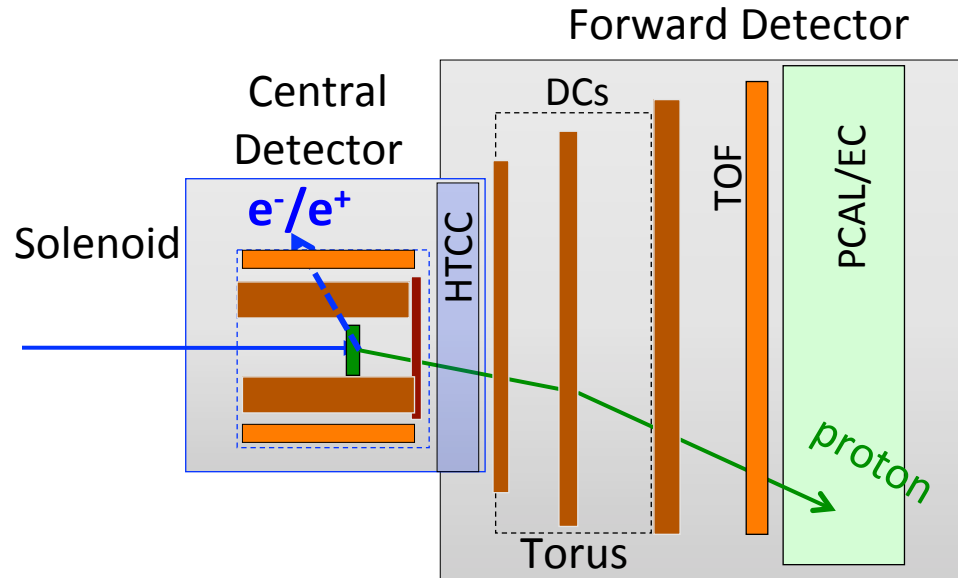 Forward Detector
Central
Detector
DCs
e⁻/e⁺
Solenoid
HTCC
TOF
PCAL/EC
proton
Torus